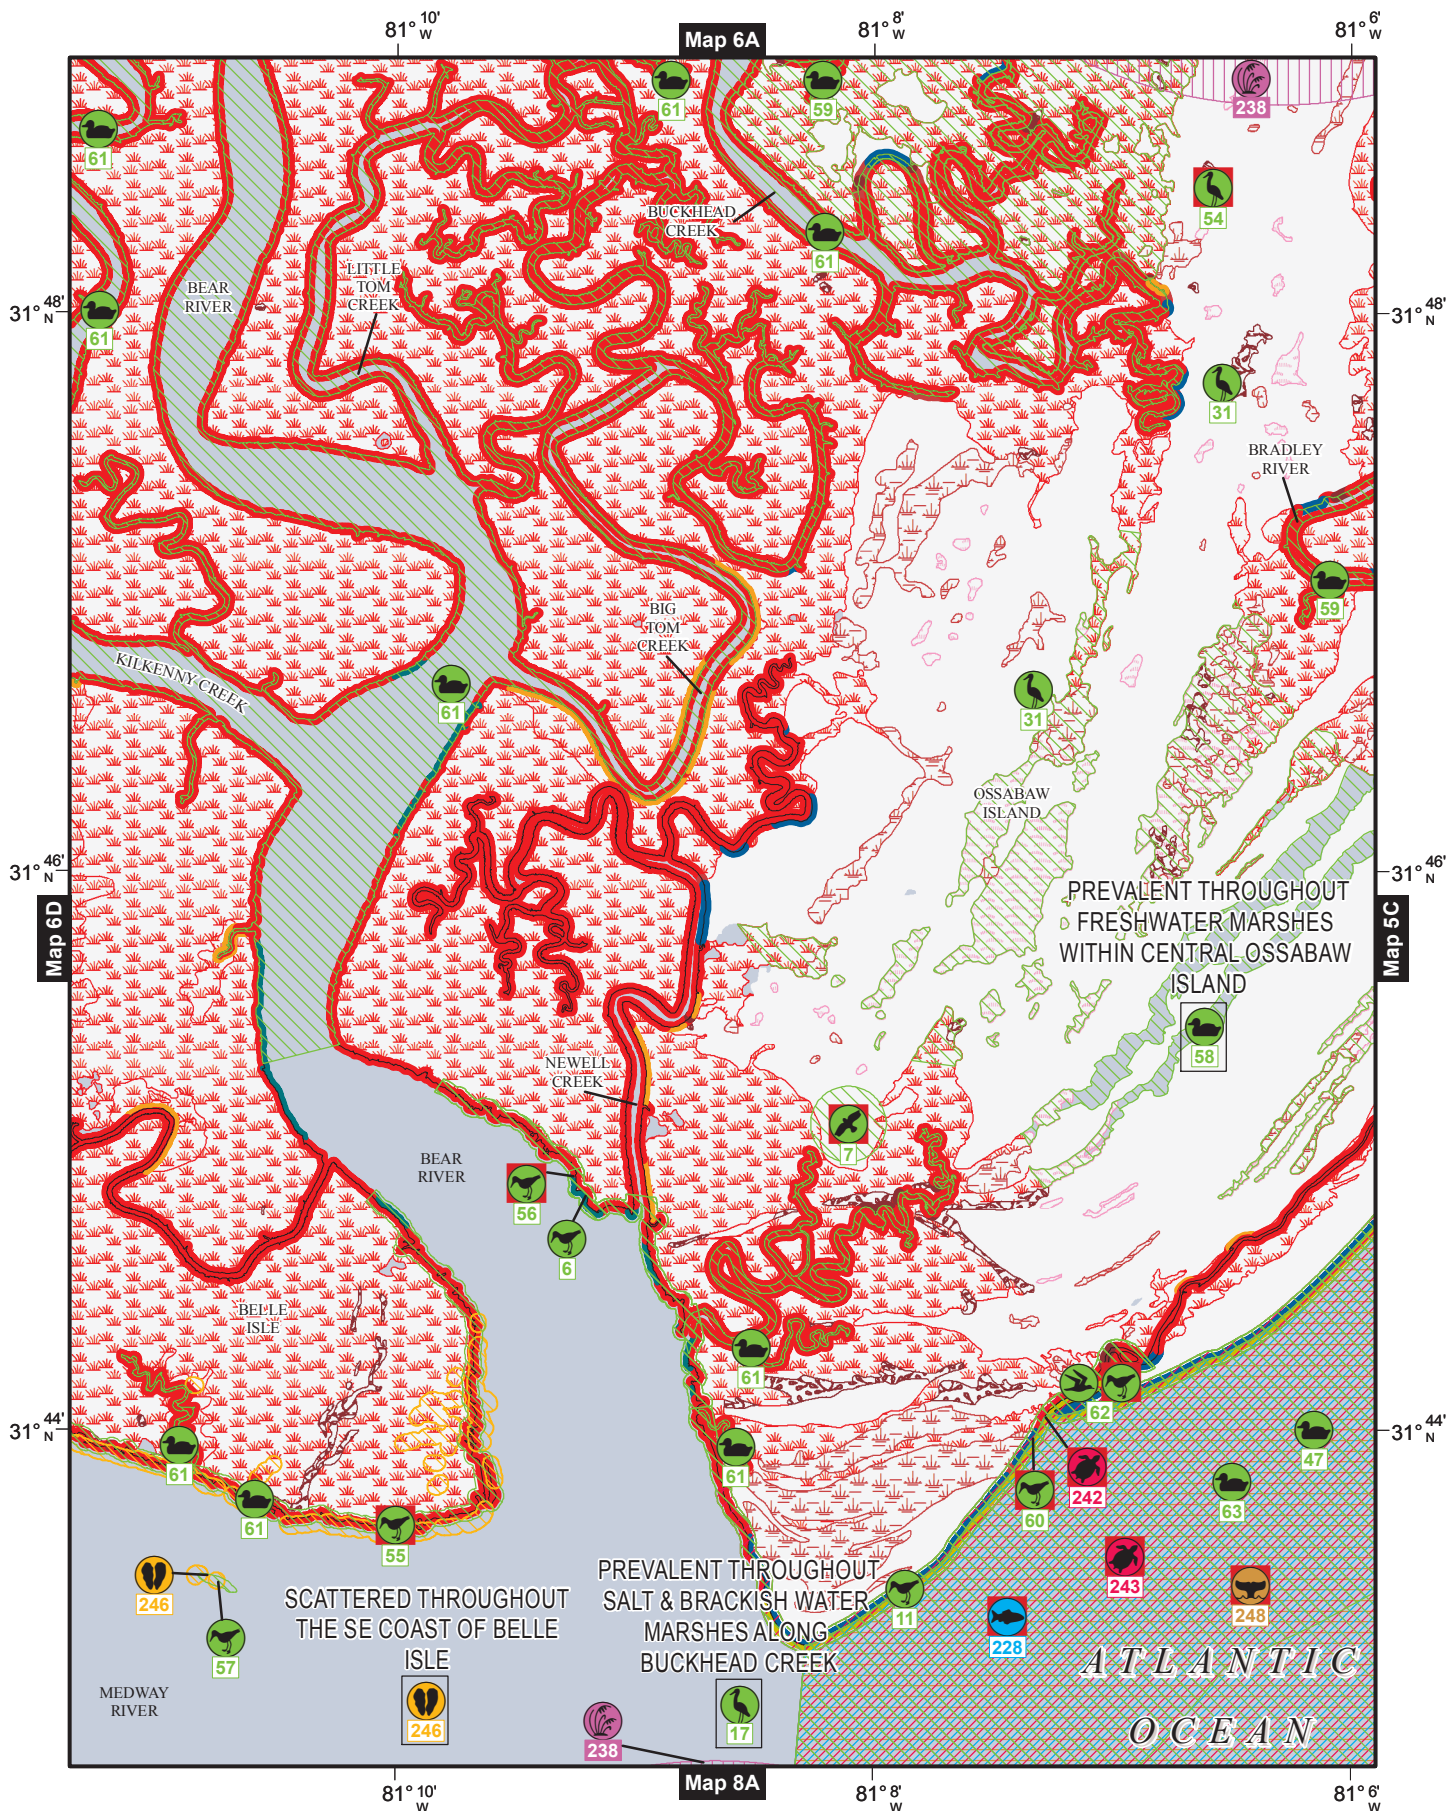 81° 10' W
Map 6A
81° 8' W
81° 6' W
61
59
238
61
54
BUCKHEAD
CREEK
61
LITTLE
TOM
CREEK
BEAR
RIVER
31° 48' N
31° 48' N
61
31
BRADLEY
RIVER
59
BIG
TOM
CREEK
KILKENNY CREEK
61
31
OSSABAW
ISLAND
31° 46' N
31° 46' N
PREVALENT THROUGHOUT
FRESHWATER MARSHES
WITHIN CENTRAL OSSABAW
ISLAND
58
Map 6D
Map 5C
NEWELL
CREEK
7
BEAR
RIVER
56
6
BELLE
ISLE
61
62
31° 44' N
31° 44' N
61
61
47
242
60
63
61
55
PREVALENT THROUGHOUT
SALT & BRACKISH WATER
MARSHES ALONG
BUCKHEAD CREEK
17
SCATTERED THROUGHOUT
THE SE COAST OF BELLE
ISLE
246
246
57
11
243
248
228
ATLANTIC
OCEAN
MEDWAY
RIVER
238
81° 10' W
Map 8A
81° 8' W
81° 6' W